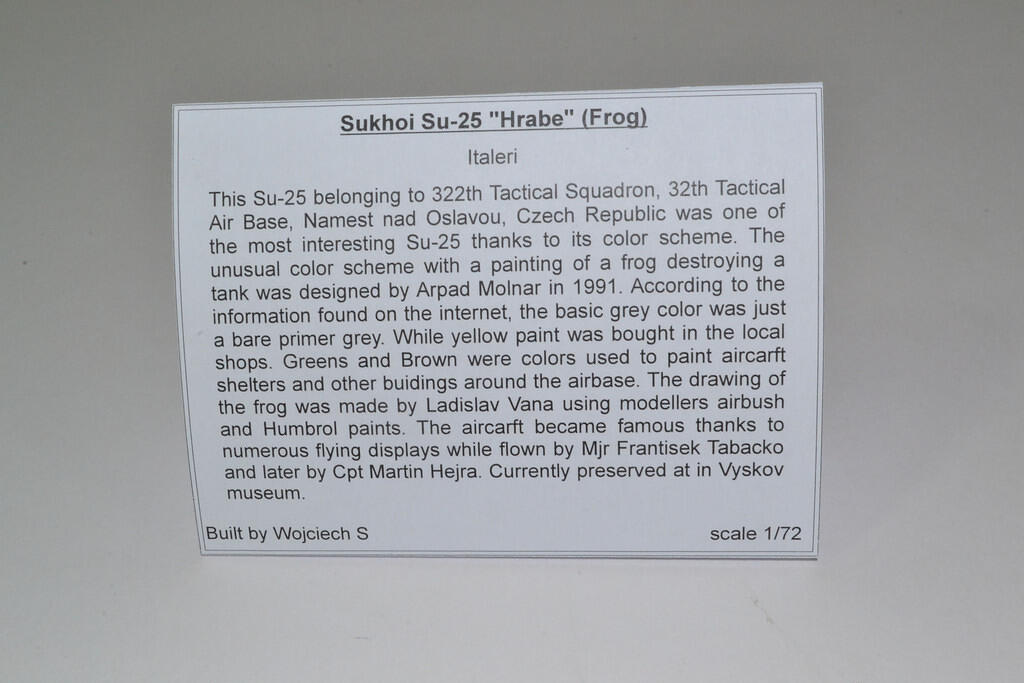 Sukhoi Su-25 "Hrabe" (Frog)
Italeri
This Su-25 belonging to 322th Tactical Squadron, 32th Tactical
Air Base, Namest nad Oslavou, Czech Republic was one of
the most interesting Su-25 thanks to its color scheme. The
unusual color scheme with a painting of a frog destroying a
tank was designed by Arpad Molnar in 1991. According to the
information found on the internet, the basic grey color was just
a bare primer grey. While yellow paint was bought in the local
shops. Greens and Brown were colors used to paint aircarft
shelters and other buidings around the airbase. The drawing of
the frog was made by Ladislav Vana using modellers airbush
and Humbrol paints. The aircarft became famous thanks to
numerous flying displays while flown by Mjr Frantisek Tabacko
and later by Cpt Martin Hejra. Currently preserved at in Vyskov
museum.
Built by Wojciech S scale 1/72